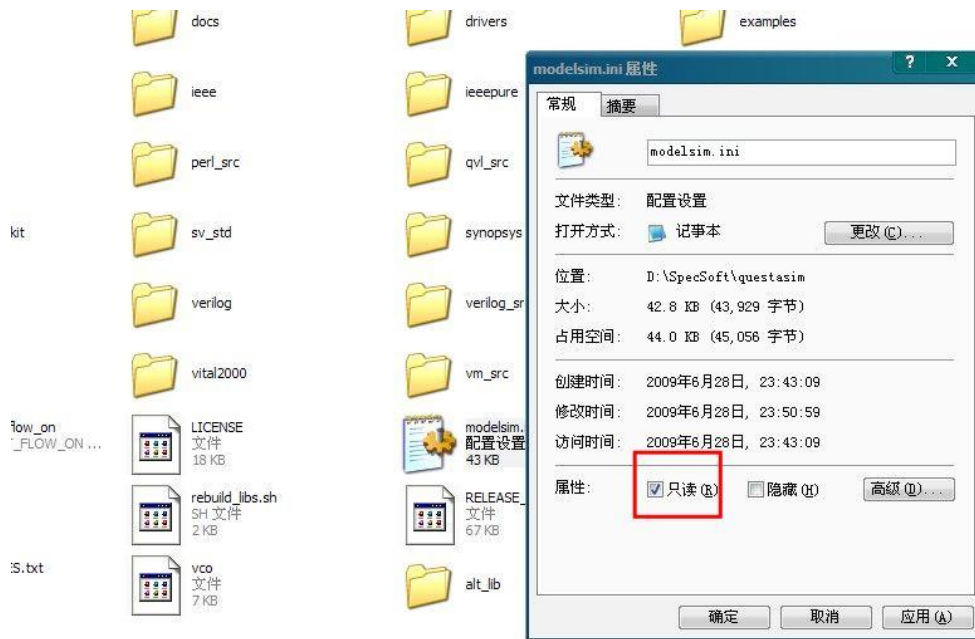 docs
drivers
examples
ieee
ieeepure
perl_src
qvl_src
kit
sv_std
synopsys
verilog
verilog_sr
vital2000
vm_src
flow_on
T_FLOW_ON ...
LICENSE
文件
18 KB
modelsim.
配置设置
43 KB
rebuild_libs.sh
SH 文件
2 KB
RELEASE_
文件
67 KB
ES.txt
vco
文件
7 KB
alt_lib
modelsim.ini 属性
? X
常规 摘要
modelsim.ini
文件类型: 配置设置
打开方式: 记事本 更改(C)...
位置: D:\SpecSoft\questasim
大小: 42.8 KB (43,929 字节)
占用空间: 44.0 KB (45,056 字节)
创建时间: 2009年6月28日, 23:43:09
修改时间: 2009年6月28日, 23:50:59
访问时间: 2009年6月28日, 23:43:09
属性: 只读(R) 隐藏(H) 高级(D)...
确定 取消 应用(A)